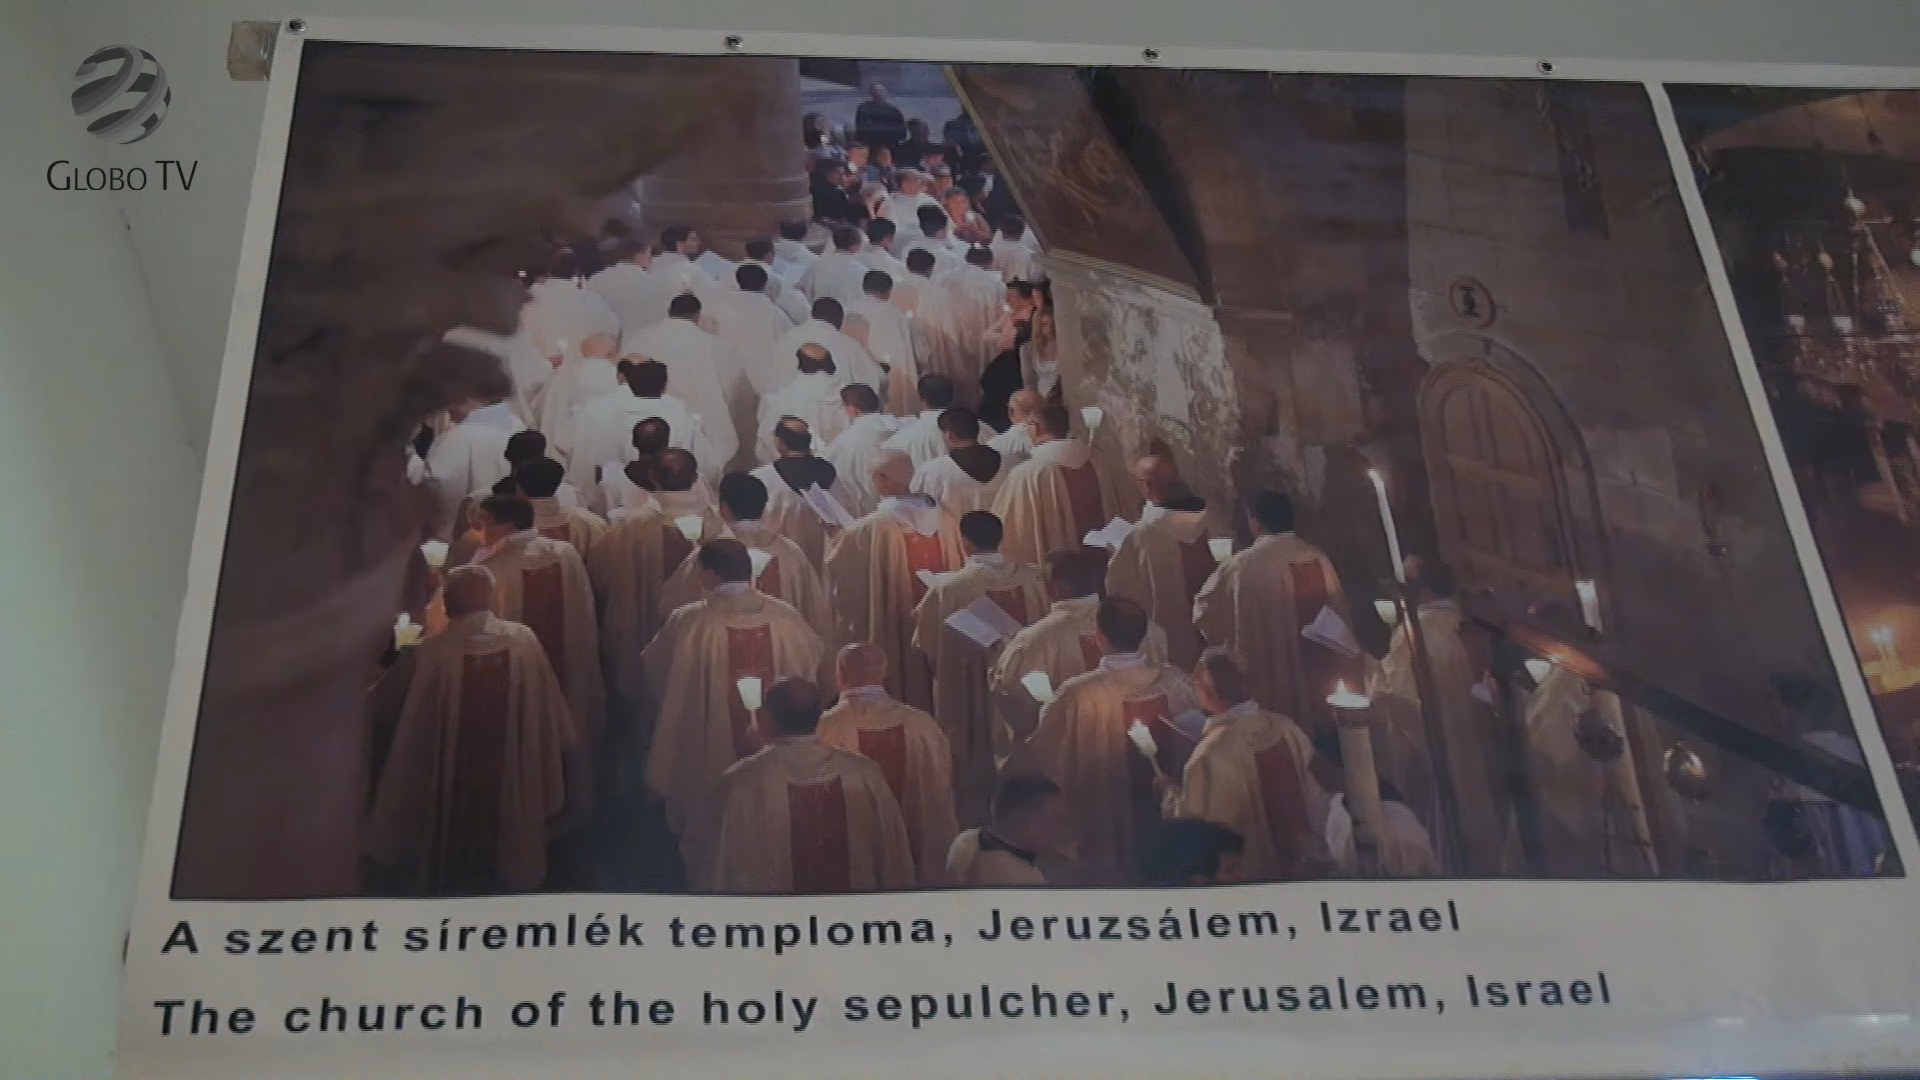 GLOBO TV
A szent síremlék temploma, Jeruzsálem, Izrael
The church of the holy sepulcher, Jerusalem, Israel